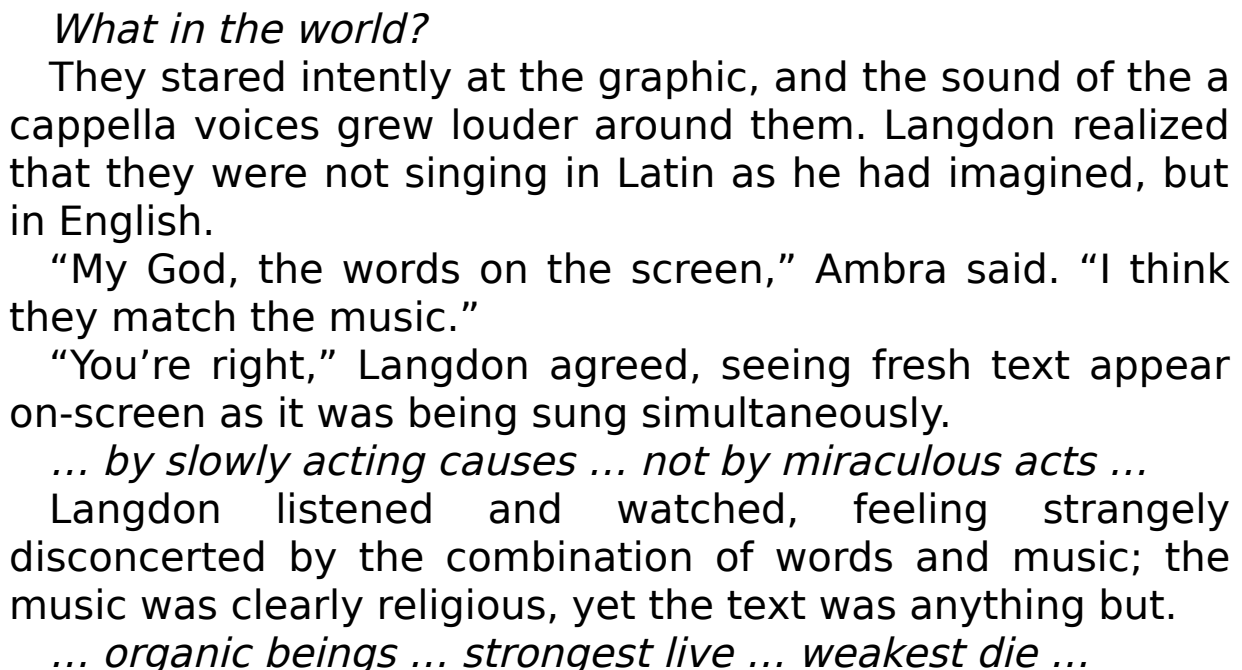 What in the world?
They stared intently at the graphic, and the sound of the a
cappella voices grew louder around them. Langdon realized
that they were not singing in Latin as he had imagined, but
in English.
“My God, the words on the screen,” Ambra said. “I think
they match the music.”
“You’re right,” Langdon agreed, seeing fresh text appear
on-screen as it was being sung simultaneously.
… by slowly acting causes … not by miraculous acts …
Langdon listened and watched, feeling strangely
disconcerted by the combination of words and music; the
music was clearly religious, yet the text was anything but.
… organic beings … strongest live … weakest die …